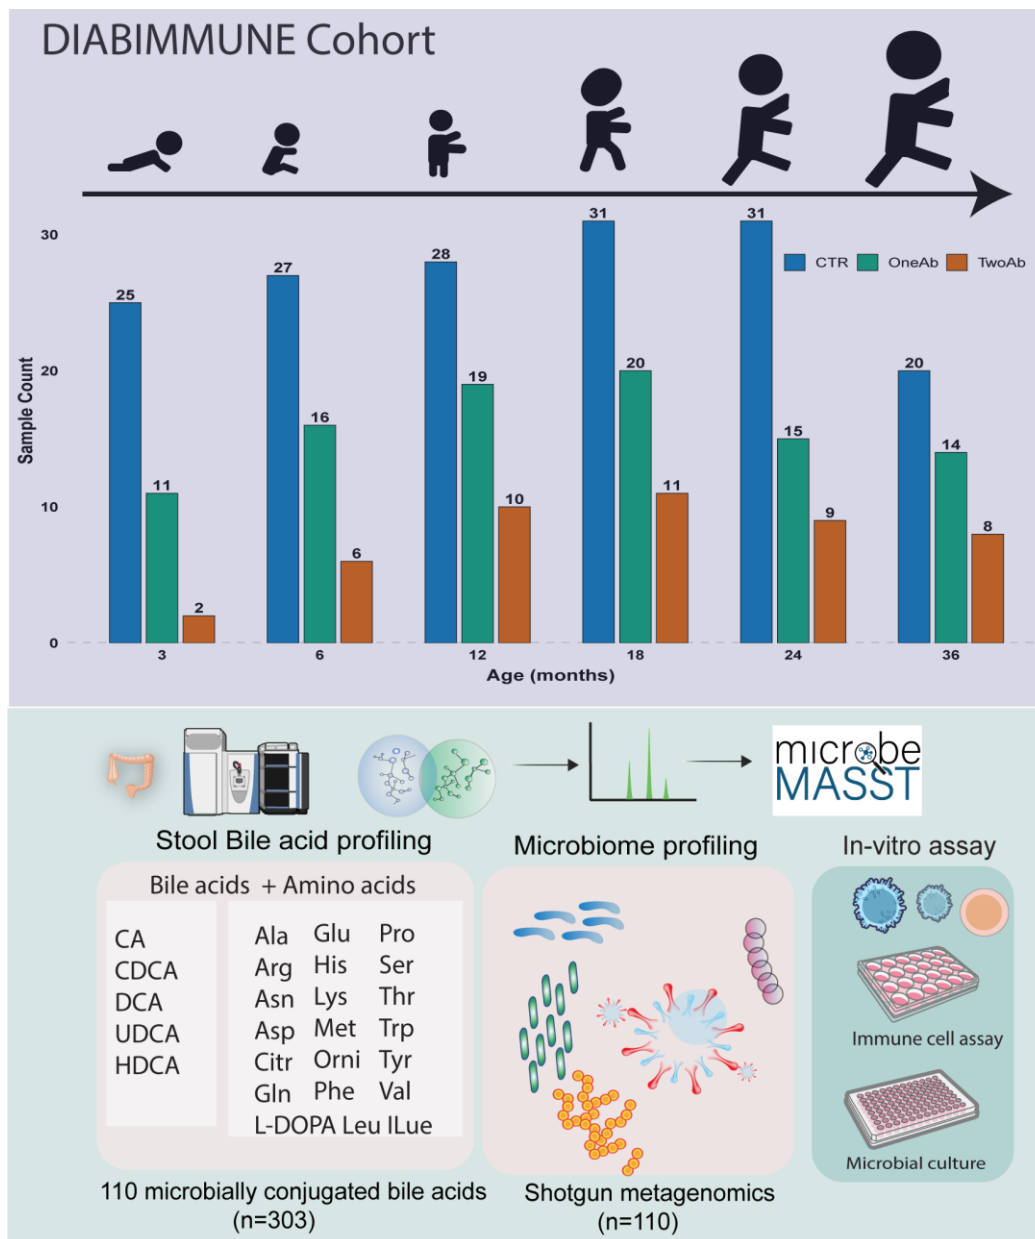 DIABIMMUNE Cohort
30
20
10
0
Sample Count
CTR OneAb TwoAb
25 11 2
27 16 6
28 19 10
31 20 11
31 15 9
20 14 8
3 6 12 18 24 36
Age (months)
microbe
MASST
Stool Bile acid profiling
Bile acids + Amino acids
CA
CDCA
DCA
UDCA
HDCA
Ala Glu Pro
Arg His Ser
Asn Lys Thr
Asp Met Trp
Citr Orni Tyr
Gln Phe Val
L-DOPA Leu ILue
110 microbially conjugated bile acids
(n=303)
Microbiome profiling
Shotgun metagenomics
(n=110)
In-vitro assay
Immune cell assay
Microbial culture